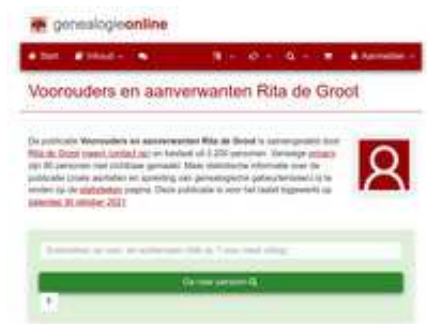 genealogieonline
Start Inhoud Aanmelden
Voorouders en aanverwanten Rita de Groot
De publicatie Voorouders en aanverwanten Rita de Groot is samengesteld door
Rita de Groot (neem contact op) en bestaat uit 2.200 personen. Vanwege privacy
zijn 80 personen niet zichtbaar gemaakt. Meer statistische informatie over de
publicatie (zoals aantallen en spreiding van genealogische gebeurtenissen) is te
vinden op de statistieken pagina. Deze publicatie is voor het laatst bijgewerkt op
zaterdag 30 oktober 2021
Ga naar persoon